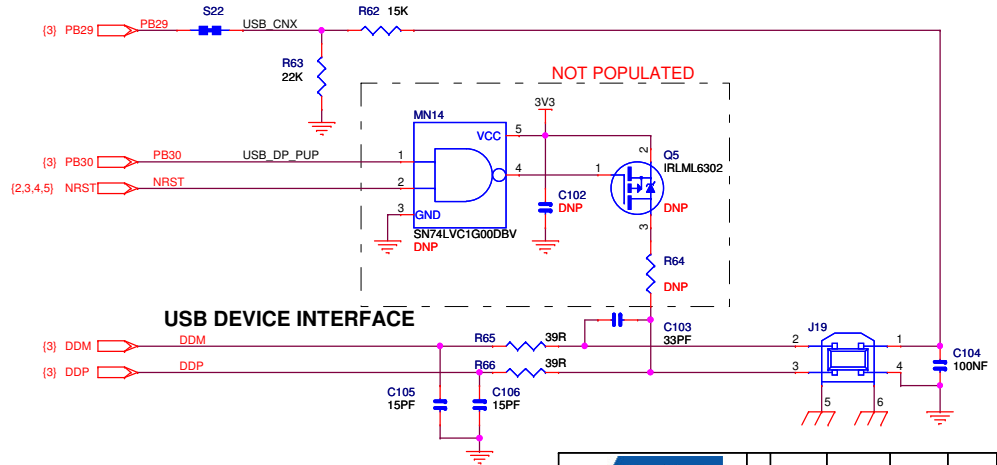 S22
R62 15K
{3} PB29 PB29 USB_CNX
R63
22K
NOT POPULATED
3V3
MN14
VCC 5
2
Q5
IRLML6302
{3} PB30 PB30 USB_DP_PUP 1
4 1
{2,3,4,5} NRST NRST 2
C102
DNP
DNP
3 GND
3
SN74LVC1G00DBV
DNP
R64
DNP
USB DEVICE INTERFACE
J19
C103
33PF
{3} DDM DDM R65 39R 2 1
{3} DDP DDP R66 39R 3 4
C104
100NF
C105
15PF
C106
15PF
5 6